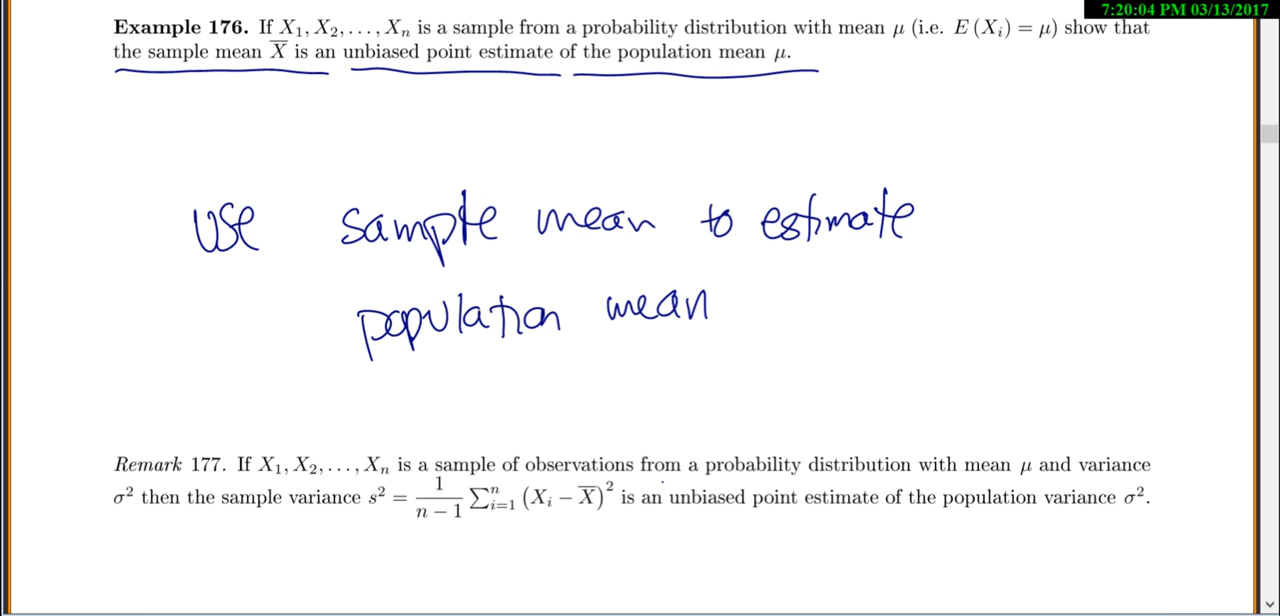 7:20:04 PM 03/13/2017
Example 176. If X₁, X₂, . . . , Xₙ is a sample from a probability distribution with mean μ (i.e. E (Xᵢ) = μ) show that
the sample mean X̅ is an unbiased point estimate of the population mean μ.
use sample mean to estimate
population mean
Remark 177. If X₁, X₂, . . . , Xₙ is a sample of observations from a probability distribution with mean μ and variance
σ² then the sample variance s² = 1/(n − 1) ∑ⁿᵢ₌₁ (Xᵢ − X̅)² is an unbiased point estimate of the population variance σ².